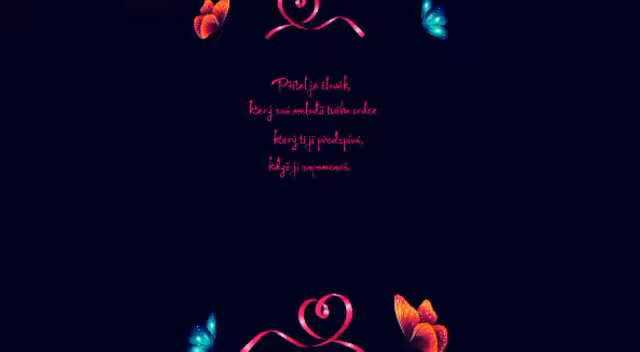 Přítel je člověk,
který zná melodii tvého srdce
který ti ji předzpívá,
když ji zapomeneš.